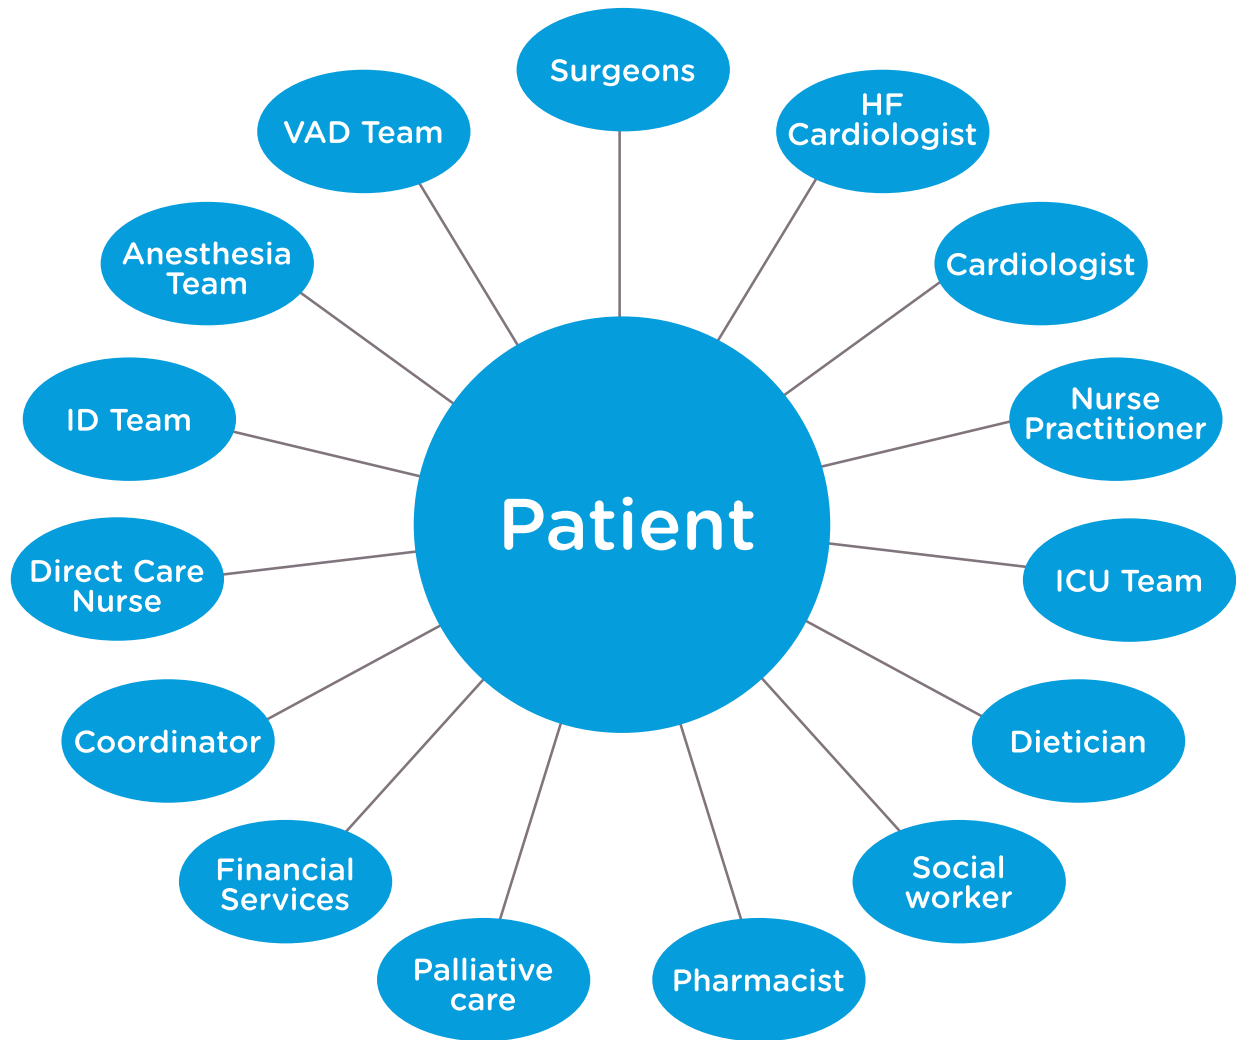 Surgeons
HF
Cardiologist
VAD Team
Cardiologist
Anesthesia
Team
Nurse
Practitioner
ID Team
Patient
Direct Care
Nurse
ICU Team
Coordinator
Dietician
Financial
Services
Social
worker
Palliative
care
Pharmacist